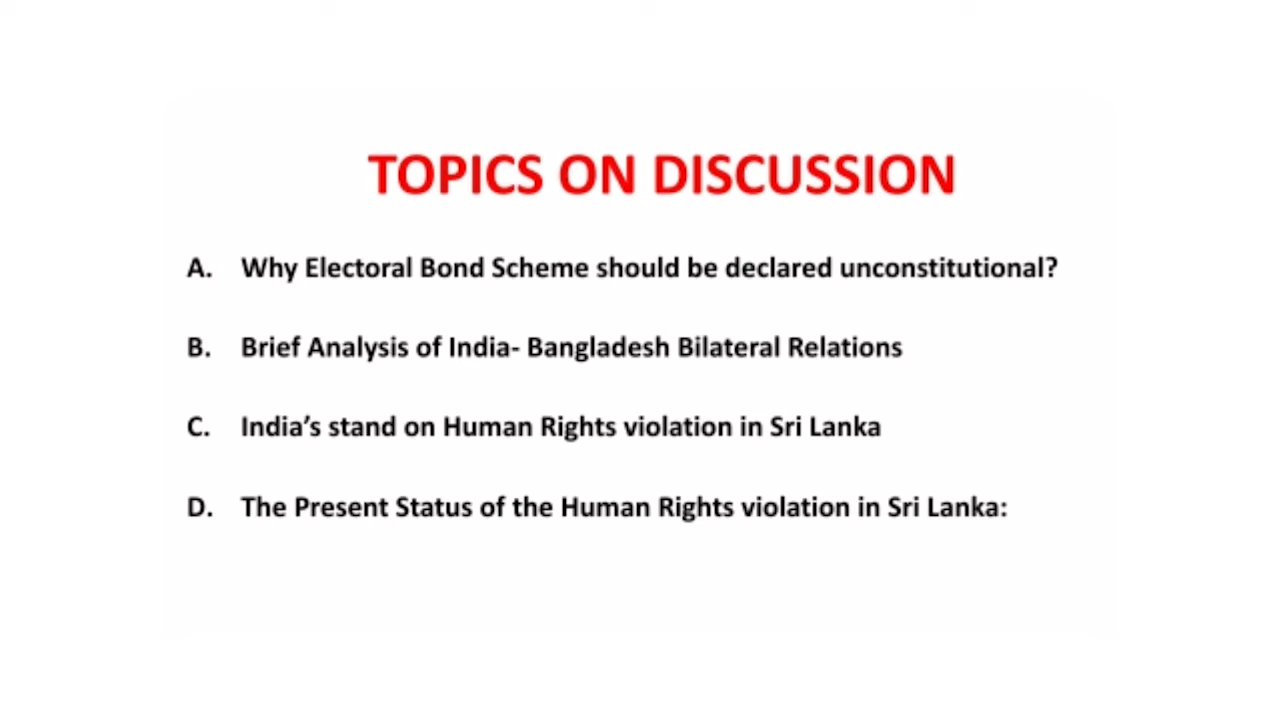 TOPICS ON DISCUSSION
A. Why Electoral Bond Scheme should be declared unconstitutional?
B. Brief Analysis of India- Bangladesh Bilateral Relations
C. India’s stand on Human Rights violation in Sri Lanka
D. The Present Status of the Human Rights violation in Sri Lanka: